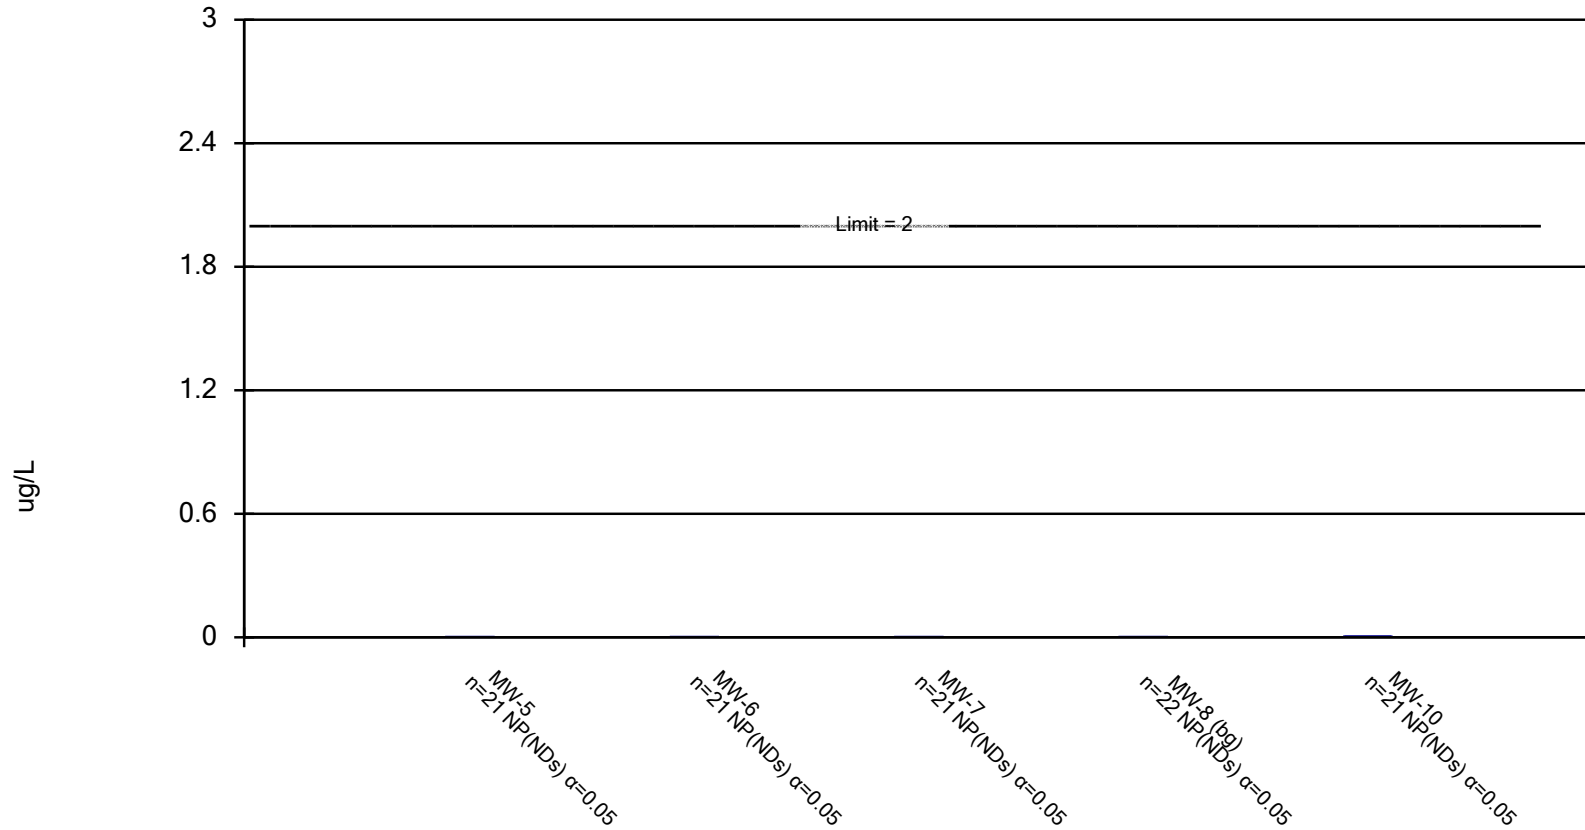 3
2.4
Limit = 2
1.8
1.2
ug/L
0.6
0
MW-5
n=21 NP(NDs) α=0.05
MW-6
n=21 NP(NDs) α=0.05
MW-7
n=21 NP(NDs) α=0.05
MW-8 (bg)
n=22 NP(NDs) α=0.05
MW-10
n=21 NP(NDs) α=0.05